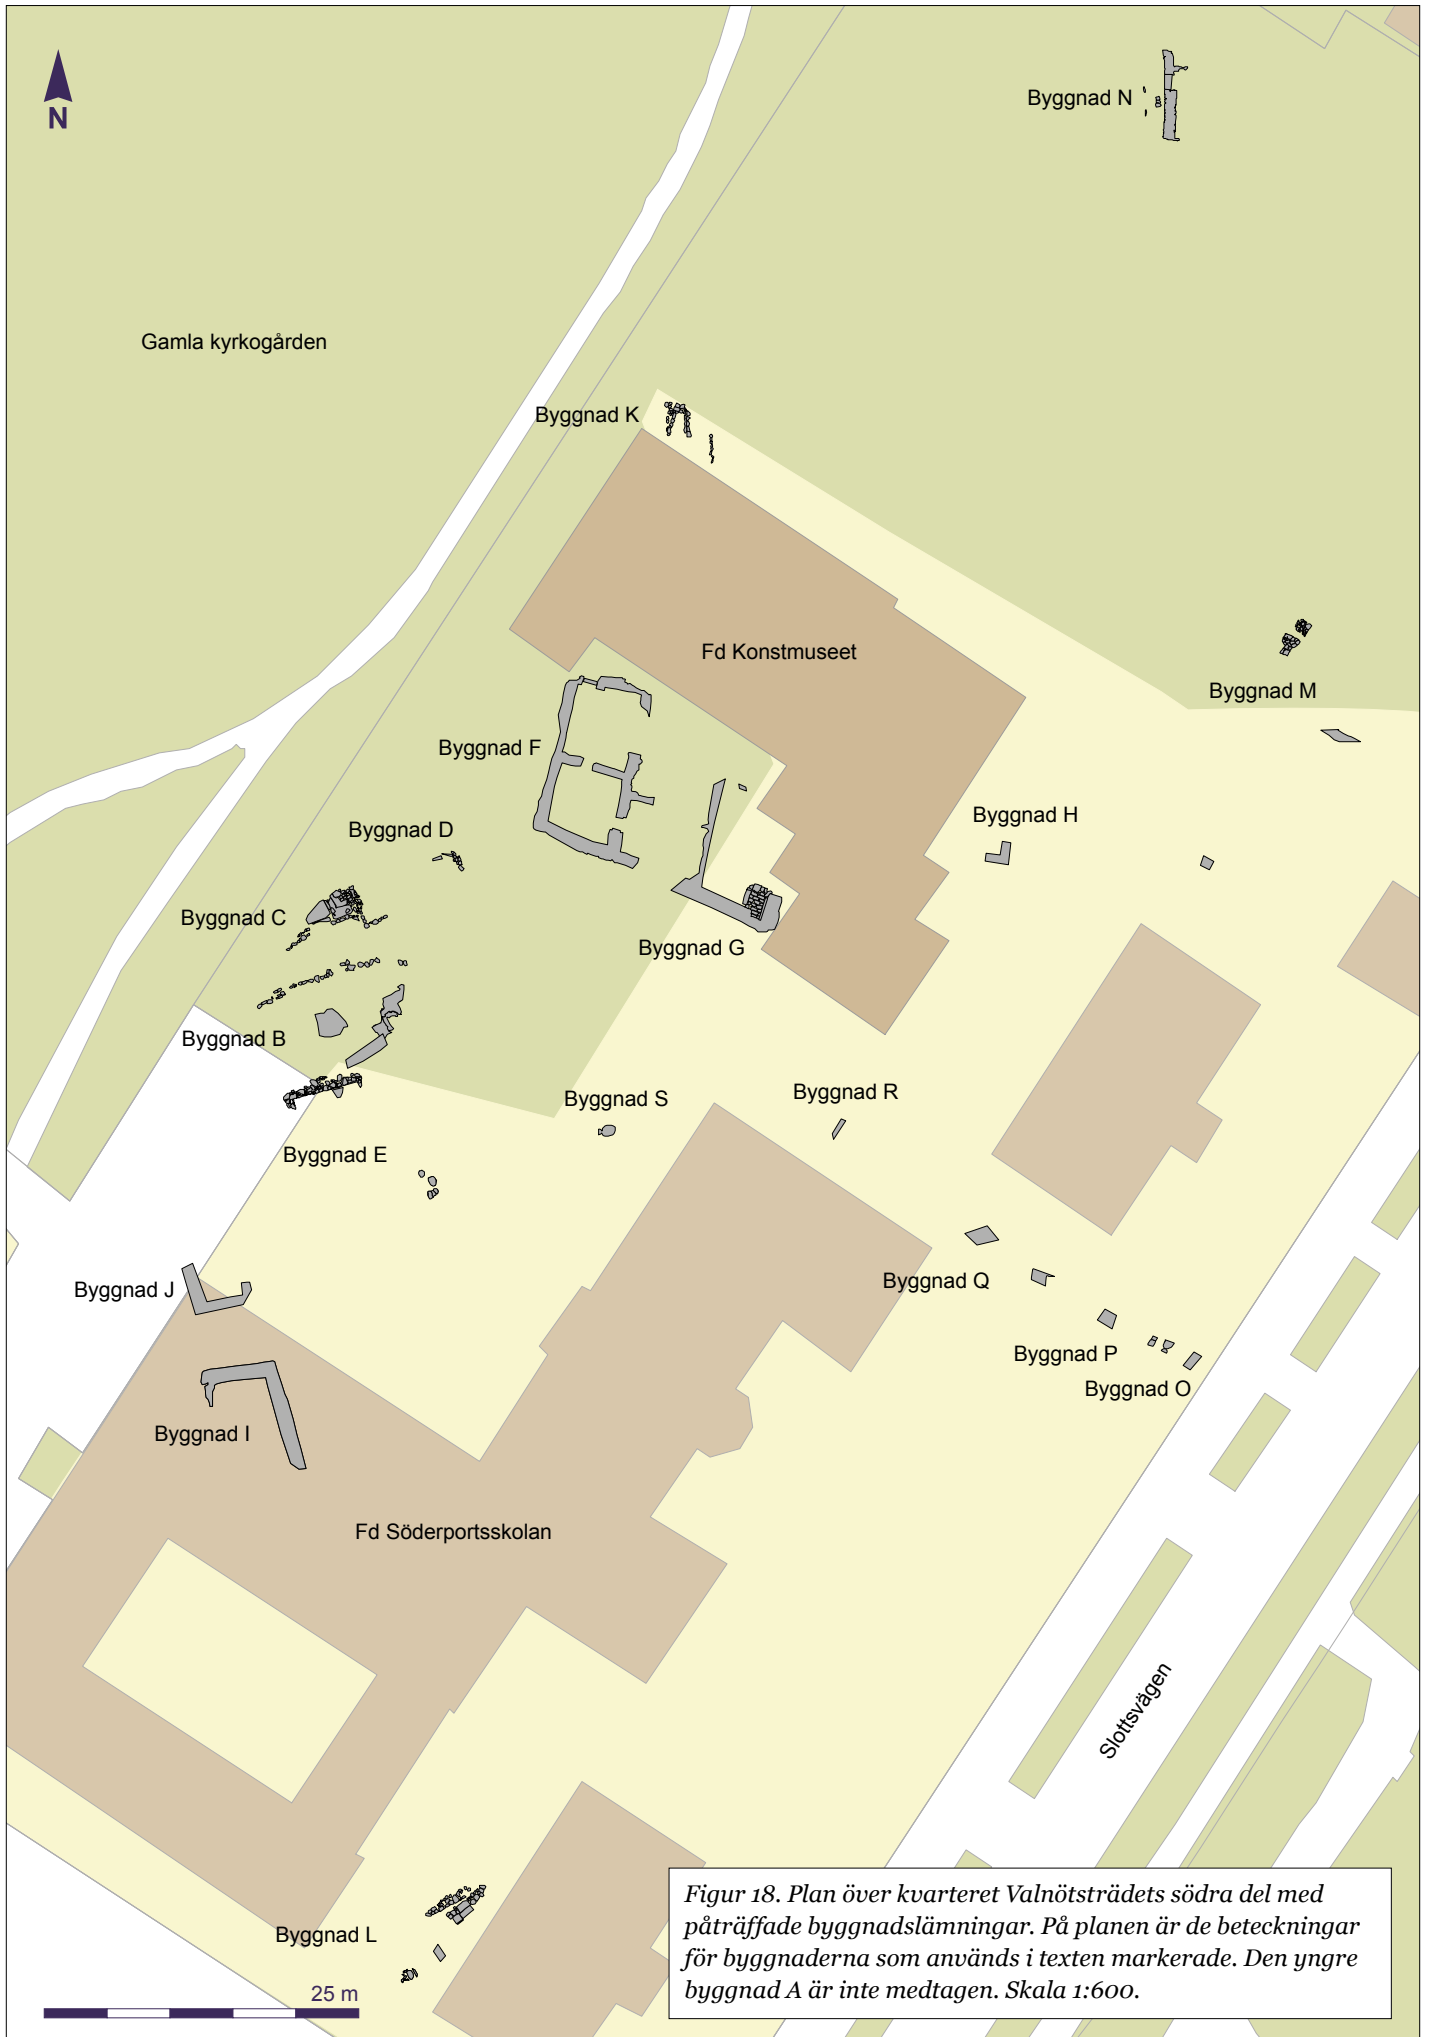 N
Byggnad N
Gamla kyrkogården
Byggnad K
Fd Konstmuseet
Byggnad M
Byggnad F
Byggnad D
Byggnad H
Byggnad C
Byggnad G
Byggnad B
Byggnad S
Byggnad R
Byggnad E
Byggnad J
Byggnad Q
Byggnad P
Byggnad O
Byggnad I
Fd Söderportsskolan
Slottsvägen
Byggnad L
25 m
Figur 18. Plan över kvarteret Valnötsträdets södra del med
påträffade byggnadslämningar. På planen är de beteckningar
för byggnaderna som används i texten markerade. Den yngre
byggnad A är inte medtagen. Skala 1:600.